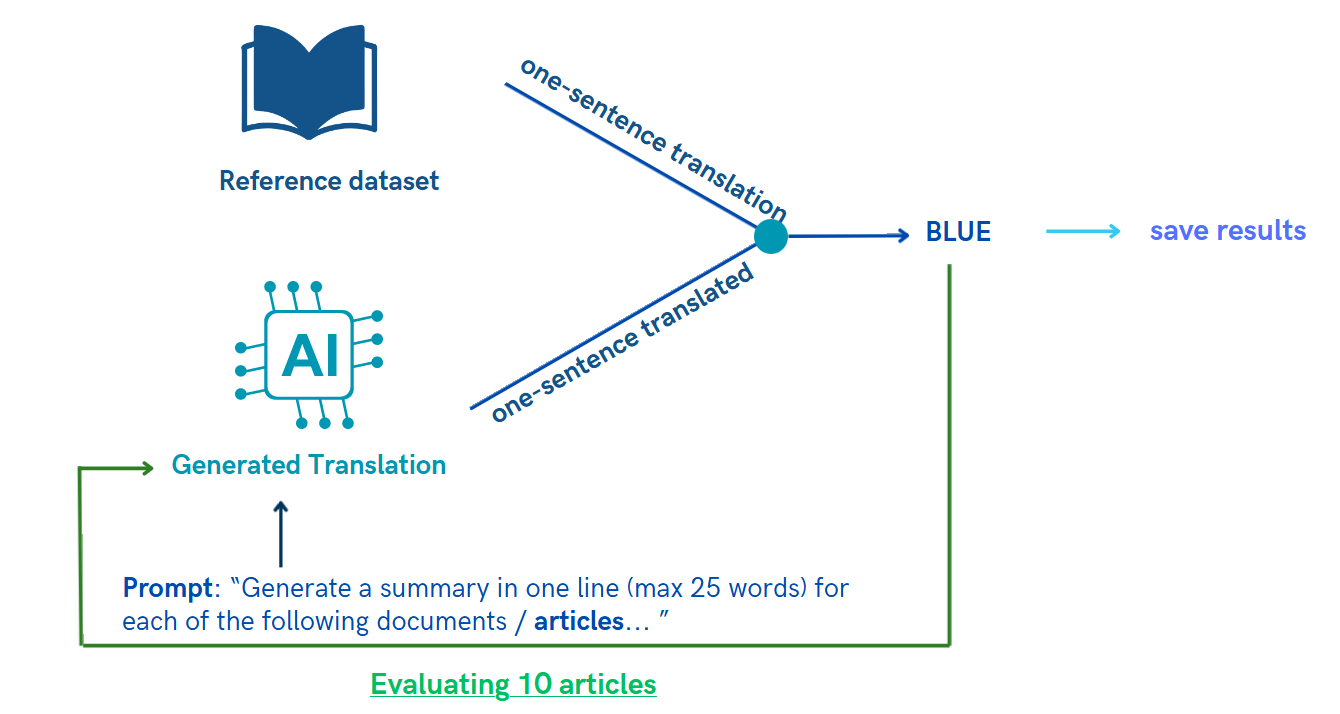 one-sentence translation
Reference dataset
BLUE
save results
AI
one-sentence translated
Generated Translation
Prompt: “Generate a summary in one line (max 25 words) for
each of the following documents / articles... ”
Evaluating 10 articles